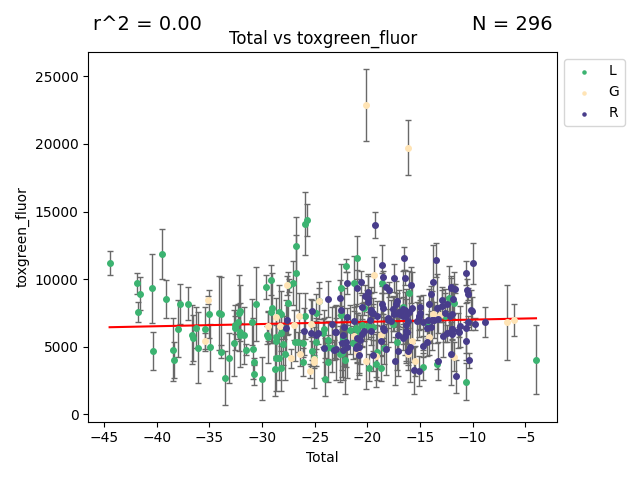 r^2 = 0.00
N = 296
Total vs toxgreen_fluor
L
G
R
25000
20000
15000
10000
5000
0
toxgreen_fluor
−45 −40 −35 −30 −25 −20 −15 −10 −5
Total